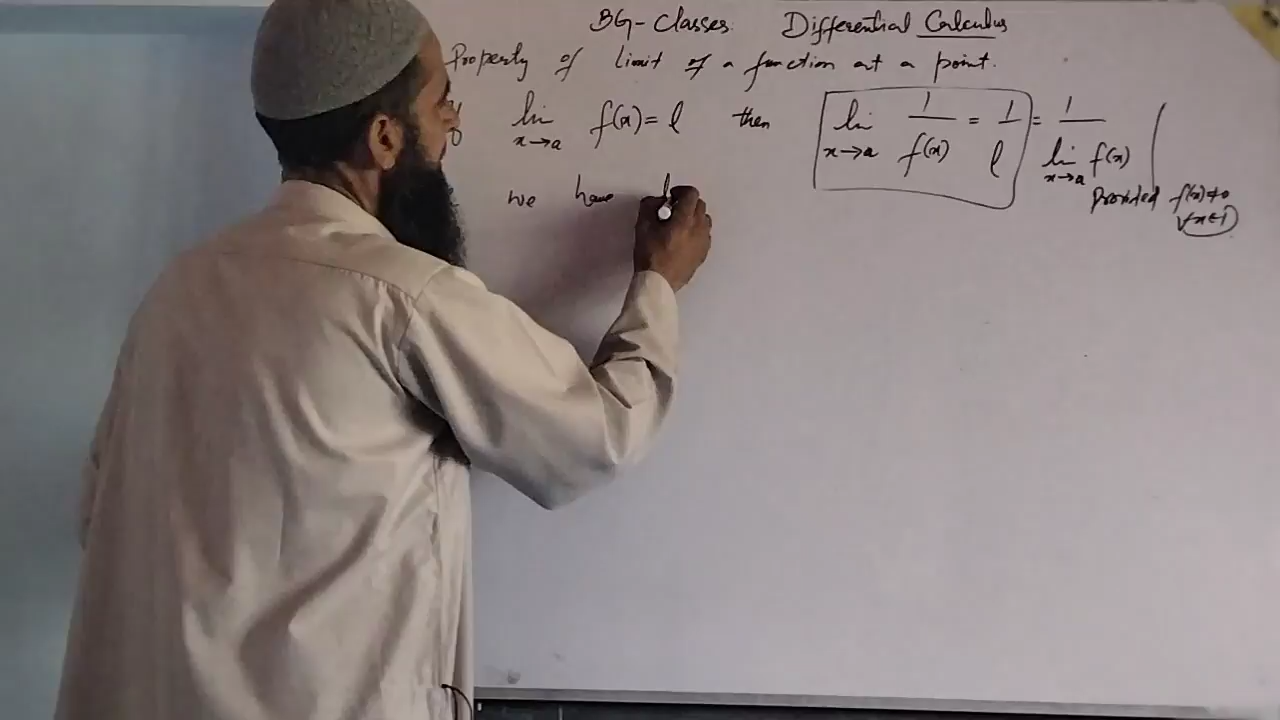 BG-Classes. Differential Calculus
Property of limit of a function at a point.
lim x→a f(x) = l then lim x→a 1/f(x) = 1/l = 1/lim x→a f(x)
provided f(x)≠0
∀x∈I
we have